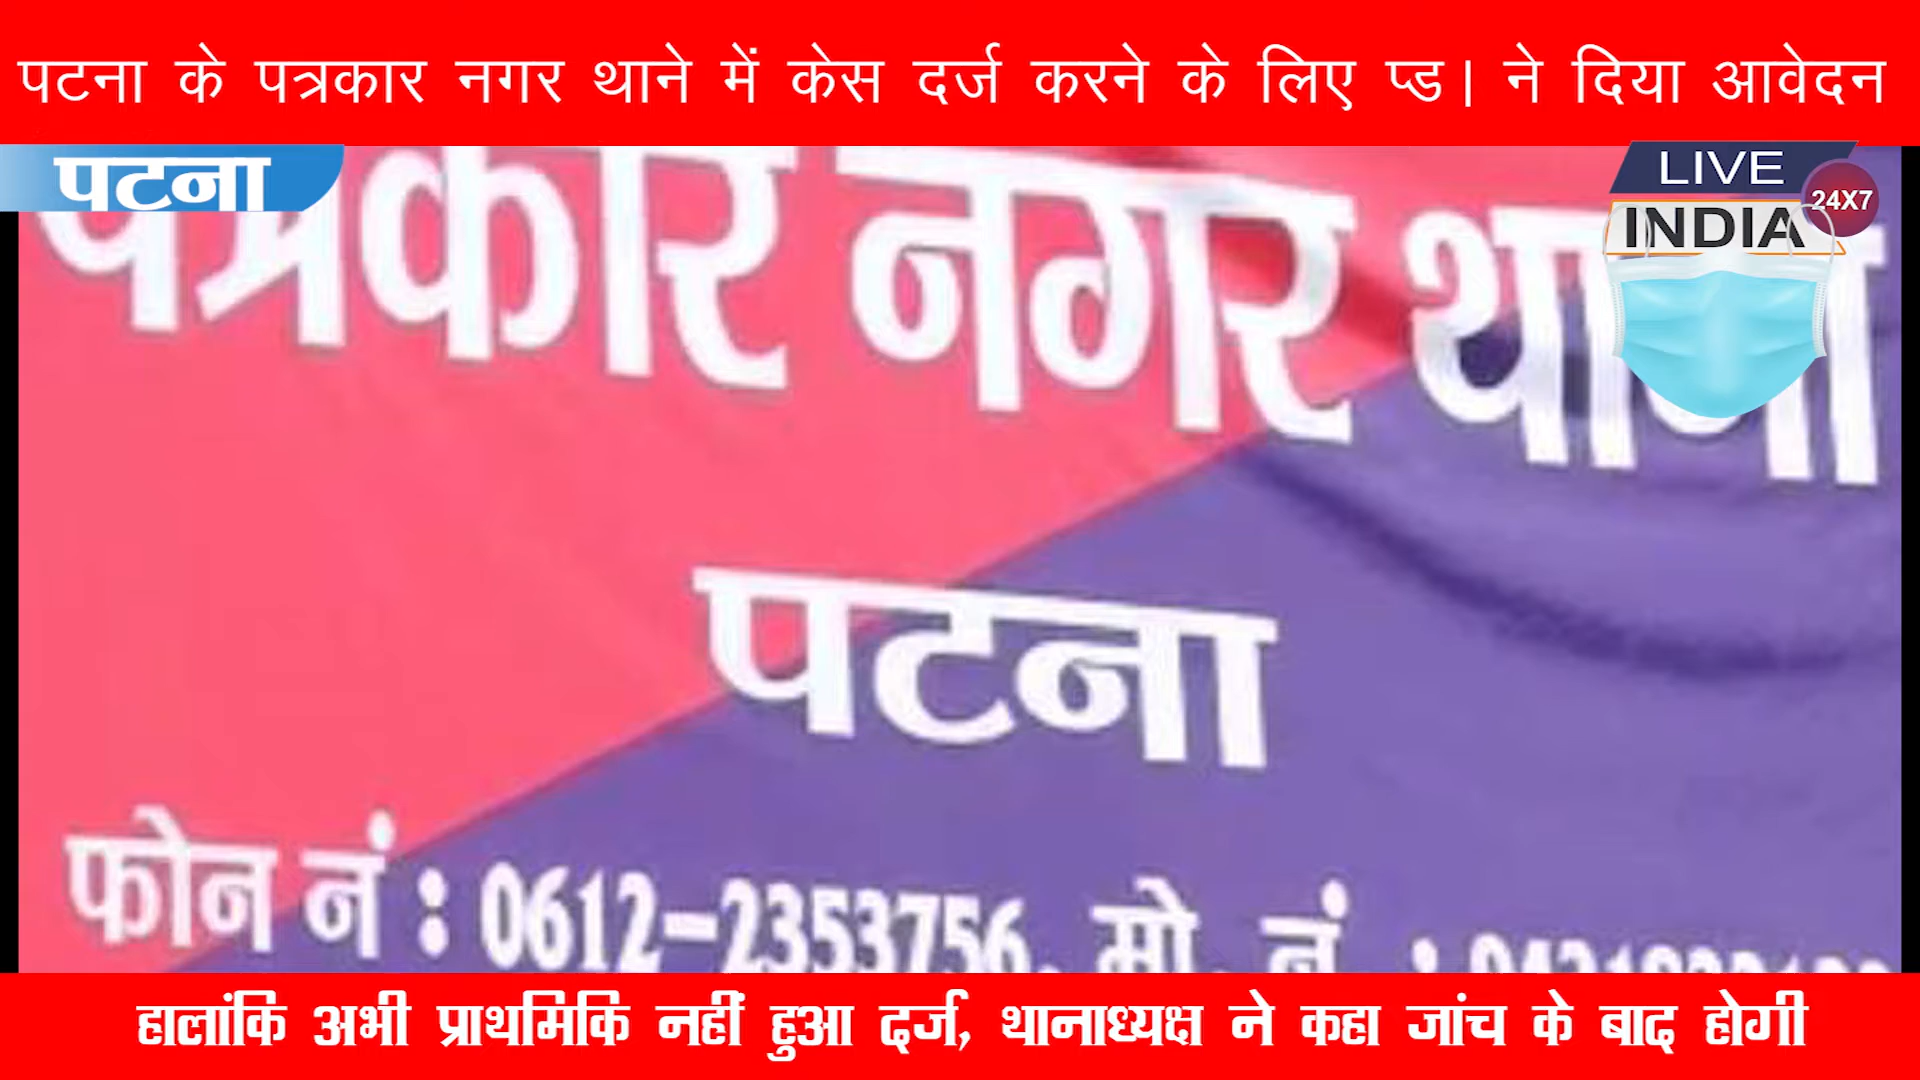 पटना के पत्रकार नगर थाने में केस दर्ज करने के लिए प्ड। ने दिया आवेदन
पटना
LIVE
INDIA
24X7
पत्रकार नगर थाना
पटना
फोन नं : 0612-2353756, मो. नं. :
हालांकि अभी प्राथमिकि नहीं हुआ दर्ज, थानाध्यक्ष ने कहा जांच के बाद होगी